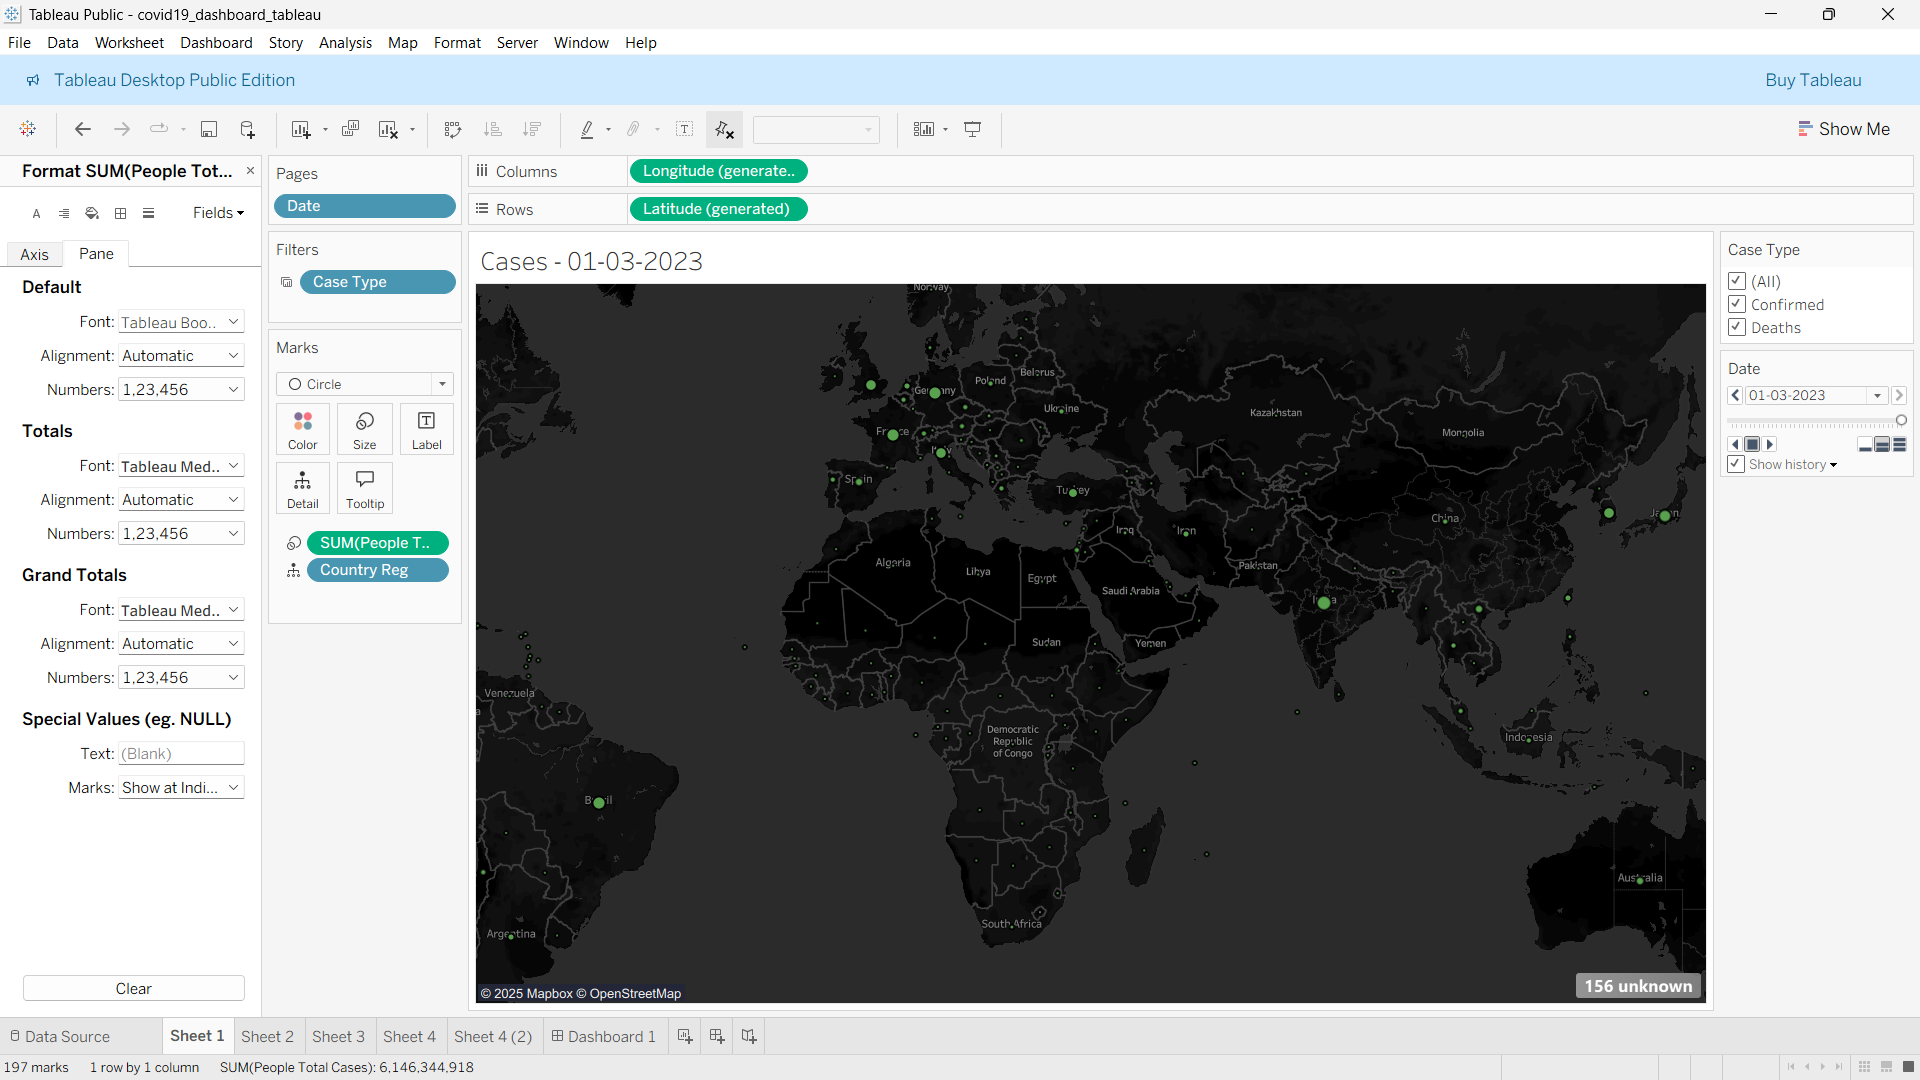 Tableau Public - covid19_dashboard_tableau
File Data Worksheet Dashboard Story Analysis Map Format Server Window Help
Tableau Desktop Public Edition
Buy Tableau
Show Me
Format SUM(People Tot...
Fields
Axis Pane
Default
Font: Tableau Boo..
Alignment: Automatic
Numbers: 1,23,456
Totals
Font: Tableau Med..
Alignment: Automatic
Numbers: 1,23,456
Grand Totals
Font: Tableau Med..
Alignment: Automatic
Numbers: 1,23,456
Special Values (eg. NULL)
Text: (Blank)
Marks: Show at Indi...
Clear
Pages
Date
Filters
Case Type
Marks
Circle
Color Size Label
Detail Tooltip
SUM(People T..
Country Reg
Columns Longitude (generate..
Rows Latitude (generated)
Cases - 01-03-2023
Norway
Belarus
Poland
Germany
Ukraine
Kazakhstan
Mongolia
France
Italy
Spain
Turkey
China
Japan
Iraq
Iran
Algeria
Libya
Egypt
Pakistan
Saudi Arabia
India
Sudan
Yemen
Venezuela
Democratic
Republic
of Congo
Indonesia
Brazil
Australia
South Africa
Argentina
© 2025 Mapbox © OpenStreetMap
156 unknown
Case Type
(All)
Confirmed
Deaths
Date
01-03-2023
Show history
Data Source Sheet 1 Sheet 2 Sheet 3 Sheet 4 Sheet 4 (2) Dashboard 1
197 marks 1 row by 1 column SUM(People Total Cases): 6,146,344,918